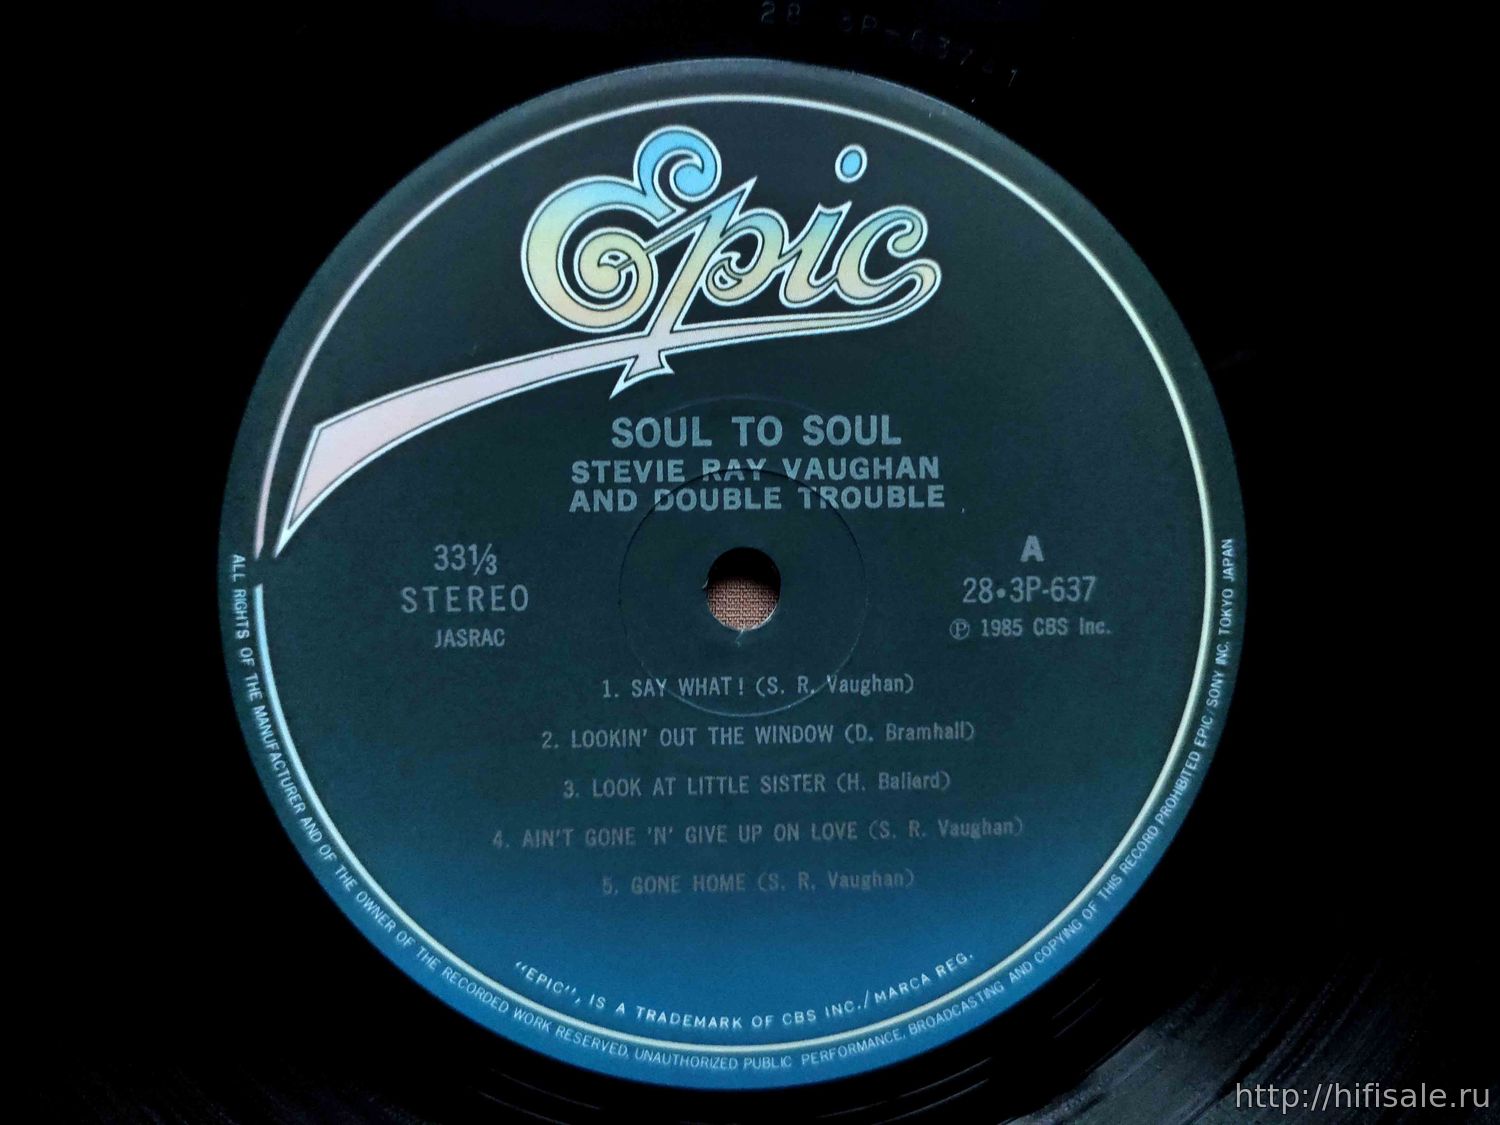 28 3P-637A1
Epic
SOUL TO SOUL
STEVIE RAY VAUGHAN
AND DOUBLE TROUBLE
33⅓
STEREO
JASRAC
A
28•3P-637
Ⓟ 1985 CBS Inc.
1. SAY WHAT! (S. R. Vaughan)
2. LOOKIN' OUT THE WINDOW (D. Bramhall)
3. LOOK AT LITTLE SISTER (H. Ballard)
4. AIN'T GONE 'N' GIVE UP ON LOVE (S. R. Vaughan)
5. GONE HOME (S. R. Vaughan)
"EPIC", IS A TRADEMARK OF CBS INC./MARCA REG.
ALL RIGHTS OF THE MANUFACTURER AND OF THE OWNER OF THE RECORDED WORK RESERVED. UNAUTHORIZED PUBLIC PERFORMANCE, BROADCASTING AND COPYING OF THIS RECORD PROHIBITED EPIC/SONY INC. TOKYO JAPAN
http://hifisale.ru